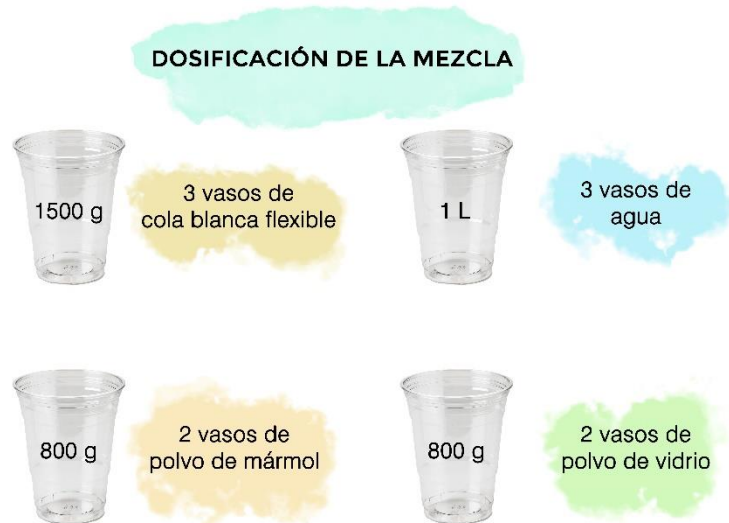 DOSIFICACIÓN DE LA MEZCLA
1500 g
3 vasos de
cola blanca flexible
1 L
3 vasos de
agua
800 g
2 vasos de
polvo de mármol
800 g
2 vasos de
polvo de vidrio